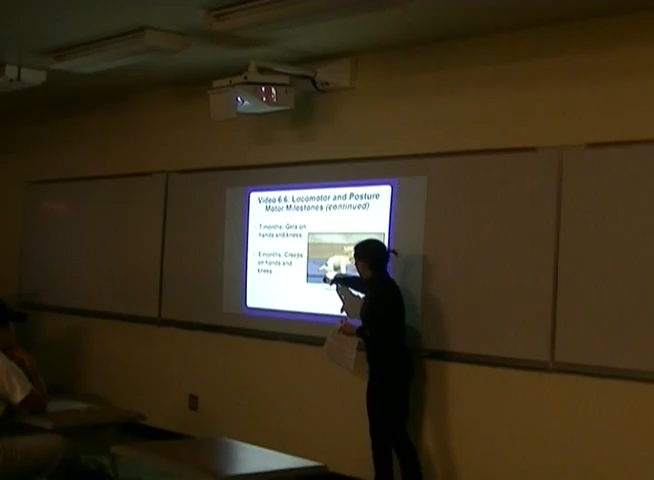 Video 6.6: Locomotor and Posture
Motor Milestones (continued)
7 months: Gets on
hands and knees.
8 months: Creeps
on hands and
knees